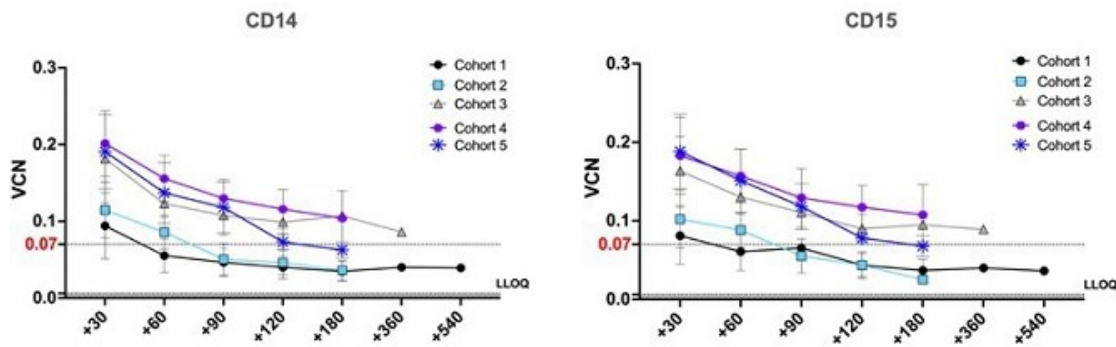 CD14
VCN
0.3
0.2
0.1
0.07
0.0
Cohort 1
Cohort 2
Cohort 3
Cohort 4
Cohort 5
LLOQ
+30
+60
+90
+120
+180
+360
+540
CD15
VCN
0.3
0.2
0.1
0.07
0.0
Cohort 1
Cohort 2
Cohort 3
Cohort 4
Cohort 5
LLOQ
+30
+60
+90
+120
+180
+360
+540